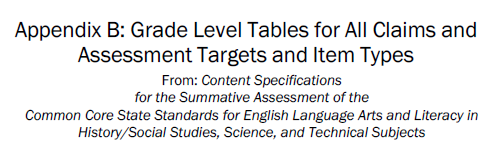 Appendix B: Grade Level Tables for All Claims and
Assessment Targets and Item Types
From: Content Specifications
for the Summative Assessment of the
Common Core State Standards for English Language Arts and Literacy in
History/Social Studies, Science, and Technical Subjects